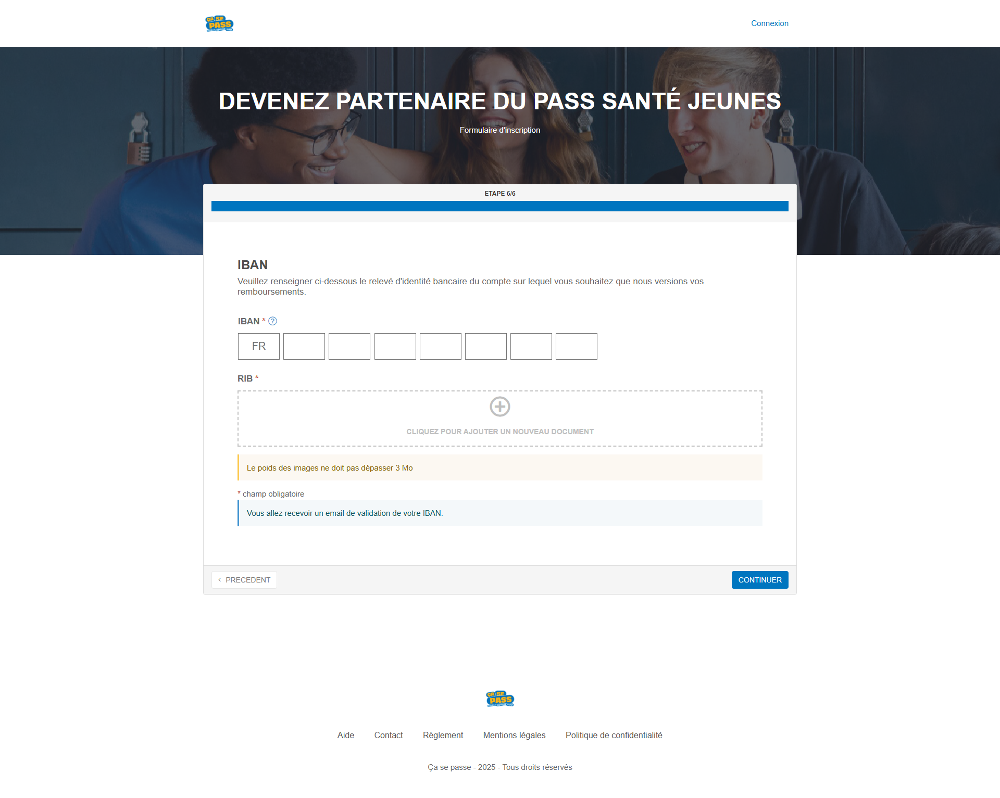 ÇA SE
PASS
Connexion
DEVENEZ PARTENAIRE DU PASS SANTÉ JEUNES
Formulaire d'inscription
ETAPE 6/6
IBAN
Veuillez renseigner ci-dessous le relevé d'identité bancaire du compte sur lequel vous souhaitez que nous versions vos
remboursements.
IBAN * ?
FR
RIB *
CLIQUEZ POUR AJOUTER UN NOUVEAU DOCUMENT
Le poids des images ne doit pas dépasser 3 Mo
* champ obligatoire
Vous allez recevoir un email de validation de votre IBAN.
‹ PRECEDENT
CONTINUER
ÇA SE
PASS
Aide Contact Règlement Mentions légales Politique de confidentialité
Ça se passe - 2025 - Tous droits réservés